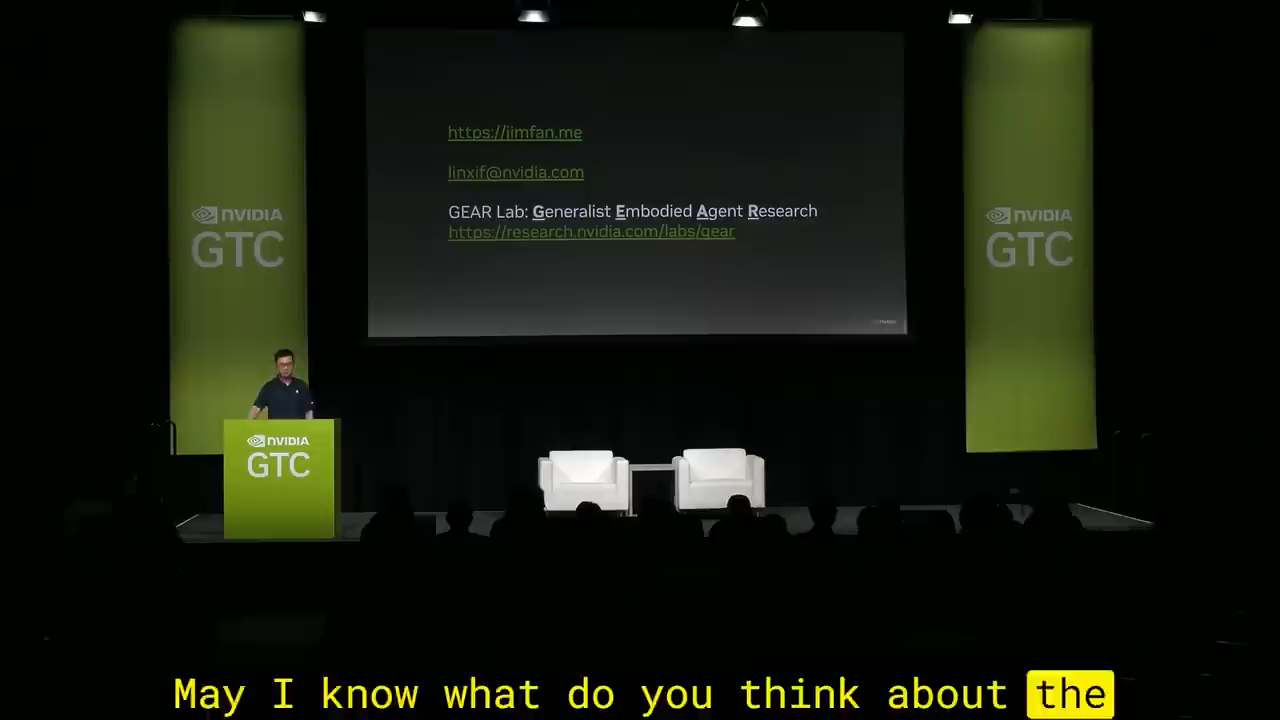 https://jimfan.me
linxif@nvidia.com
GEAR Lab: Generalist Embodied Agent Research
https://research.nvidia.com/labs/gear
NVIDIA
GTC
NVIDIA
GTC
NVIDIA
GTC
May I know what do you think about the